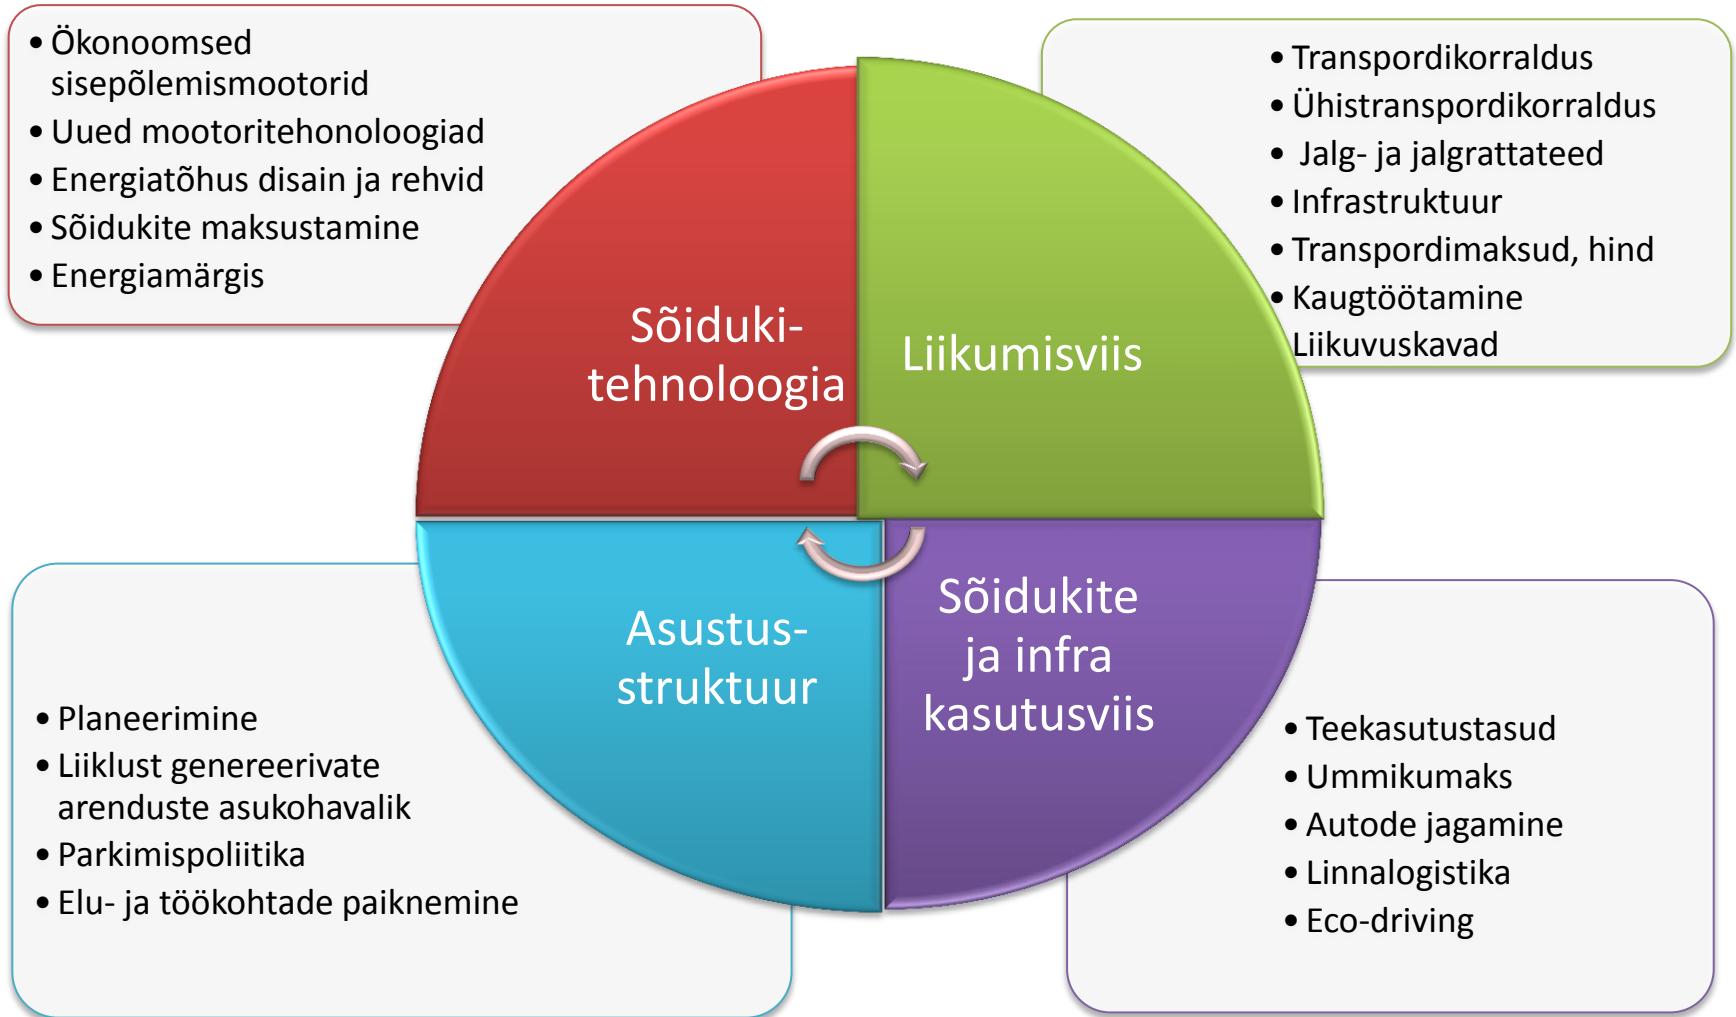 • Ökonoomsed
sisepõlemismootorid
• Uued mootoritehonoloogiad
• Energiatõhus disain ja rehvid
• Sõidukite maksustamine
• Energiamärgis
• Transpordikorraldus
• Ühistranspordikorraldus
• Jalg- ja jalgrattateed
• Infrastruktuur
• Transpordimaksud, hind
• Kaugtöötamine
Liikuvuskavad
Sõiduki-
tehnoloogia
Liikumisviis
Asustus-
struktuur
Sõidukite
ja infra
kasutusviis
• Planeerimine
• Liiklust genereerivate
arenduste asukohavalik
• Parkimispoliitika
• Elu- ja töökohtade paiknemine
• Teekasutustasud
• Ummikumaks
• Autode jagamine
• Linnalogistika
• Eco-driving